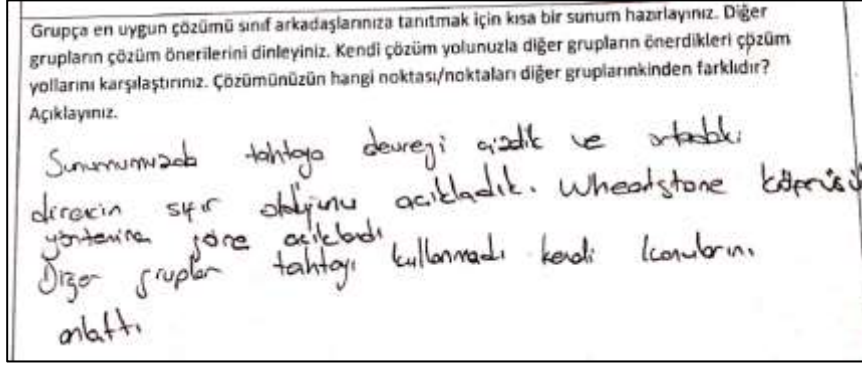 Grupça en uygun çözümü sınıf arkadaşlarınıza tanıtmak için kısa bir sunum hazırlayınız. Diğer
grupların çözüm önerilerini dinleyiniz. Kendi çözüm yolunuzla diğer grupların önerdikleri çözüm
yollarını karşılaştırınız. Çözümünüzün hangi noktası/noktaları diğer gruplarınkinden farklıdır?
Açıklayınız.
Sunumumuzda tahtaya devreyi çizdik ve ortadaki
direncin sıfır olduğunu acıkladık. Wheatstone köprüsü
yöntemine göre acıkladı
Diğer gruplar tahtayı kullanmadı kendi konularını
anlattı